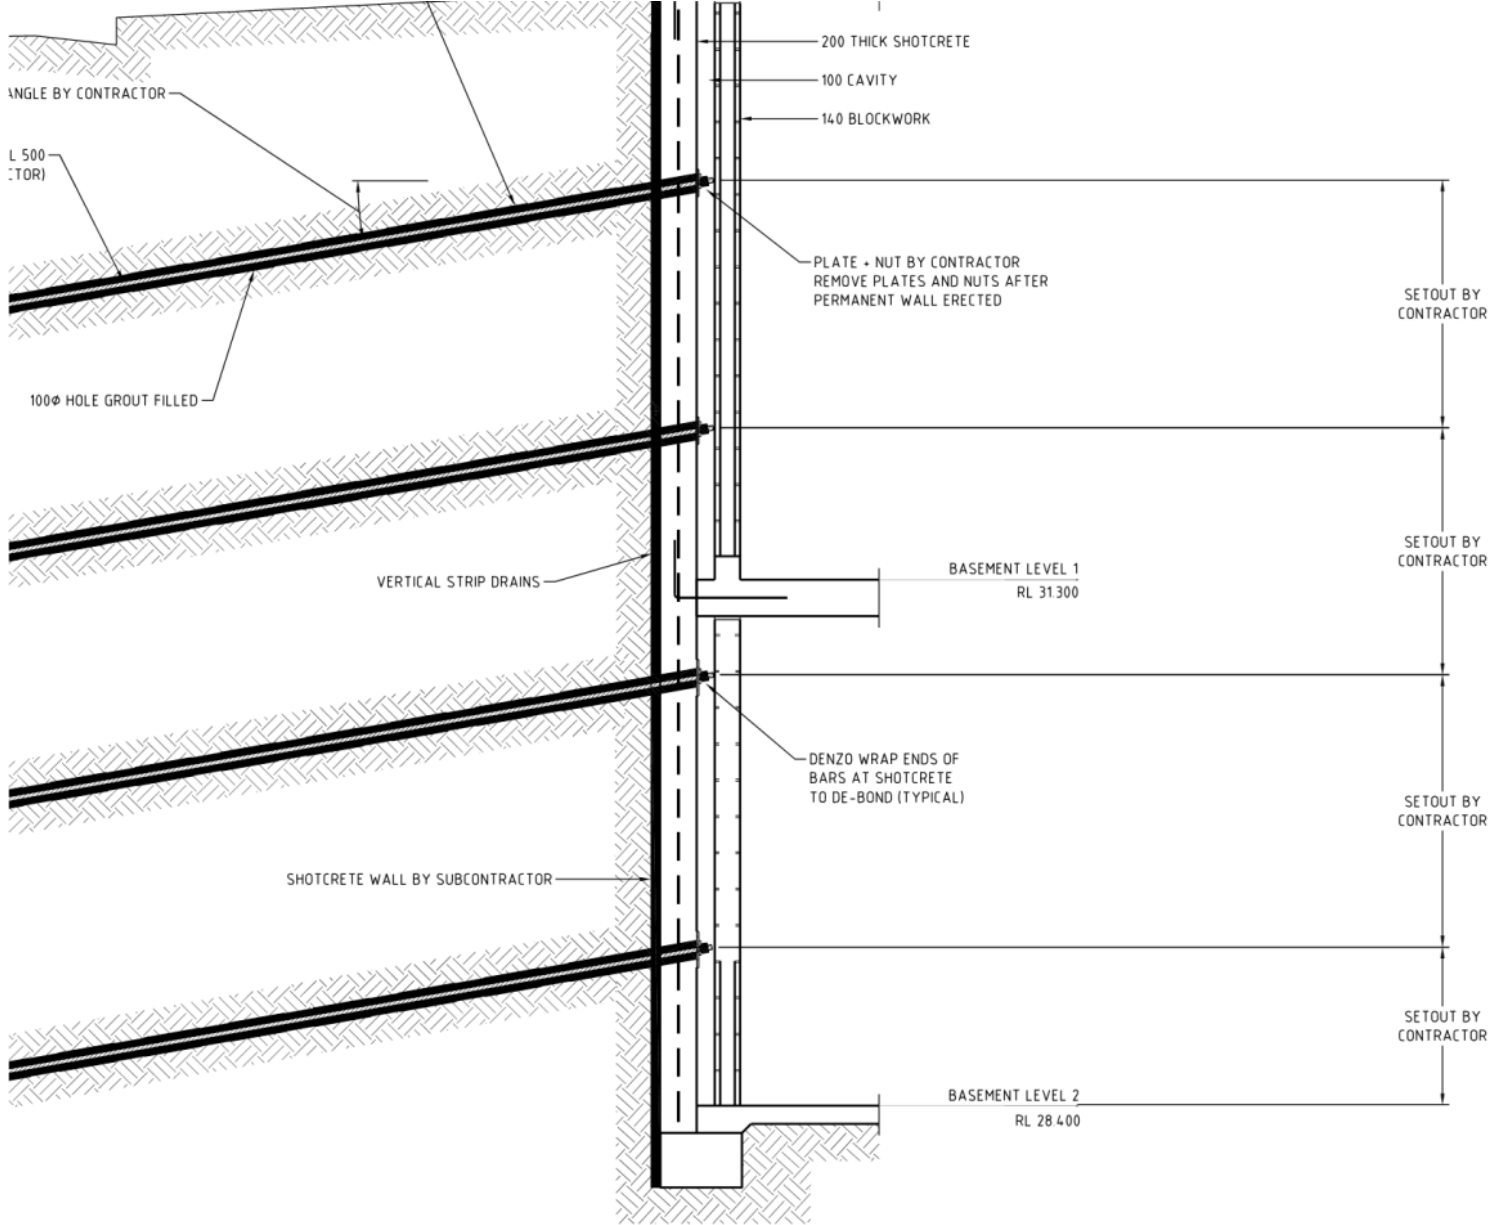 200 THICK SHOTCRETE
100 CAVITY
ANGLE BY CONTRACTOR
140 BLOCKWORK
L 500
CTOR)
PLATE + NUT BY CONTRACTOR
REMOVE PLATES AND NUTS AFTER
PERMANENT WALL ERECTED
SETOUT BY
CONTRACTOR
100Ø HOLE GROUT FILLED
SETOUT BY
CONTRACTOR
VERTICAL STRIP DRAINS
BASEMENT LEVEL 1
RL 31.300
DENZO WRAP ENDS OF
BARS AT SHOTCRETE
TO DE-BOND (TYPICAL)
SETOUT BY
CONTRACTOR
SHOTCRETE WALL BY SUBCONTRACTOR
SETOUT BY
CONTRACTOR
BASEMENT LEVEL 2
RL 28.400